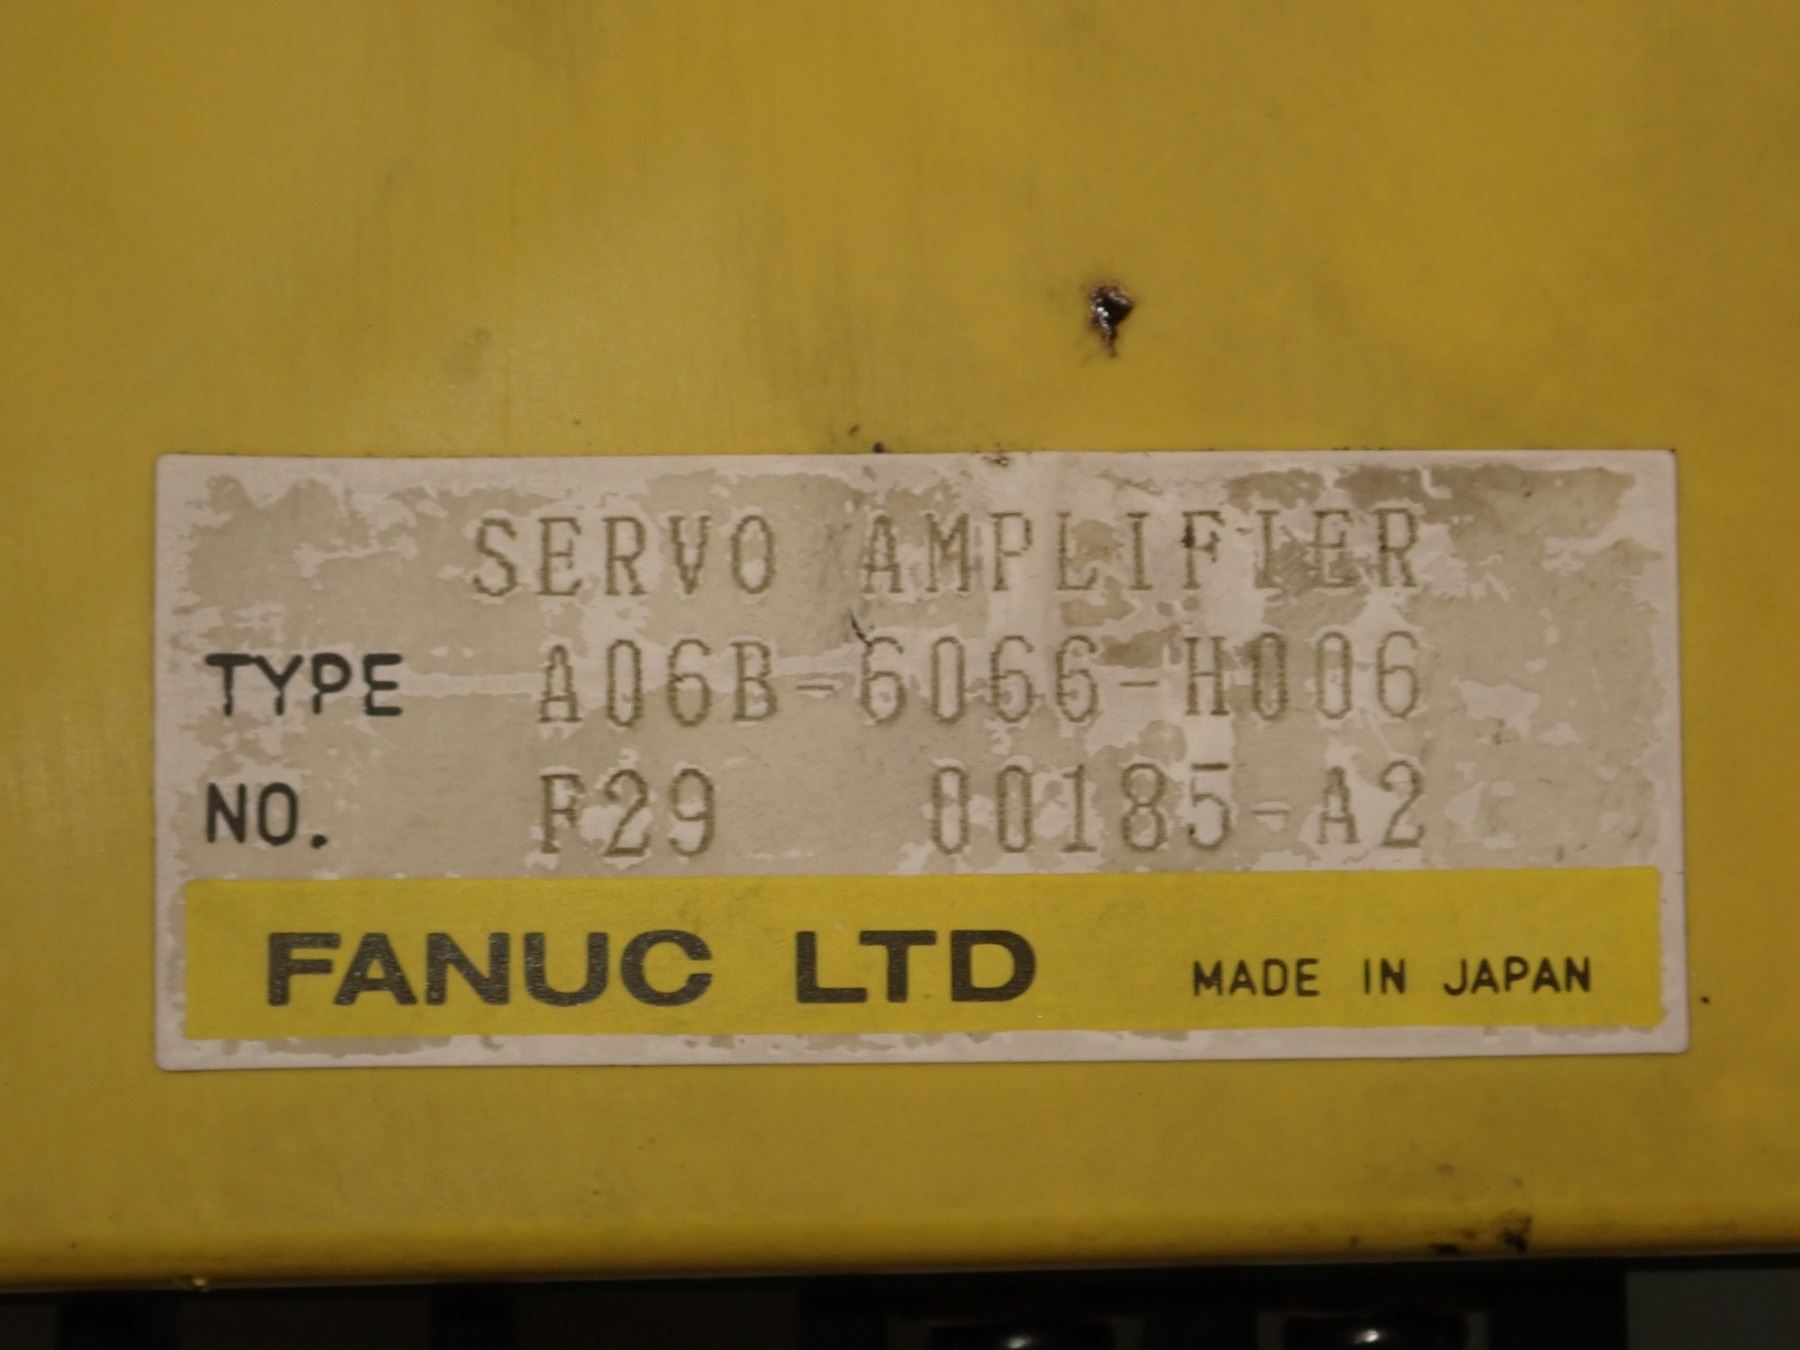 SERVO AMPLIFIER
TYPE A06B-6066-H006
NO. F29 00185-A2
FANUC LTD MADE IN JAPAN